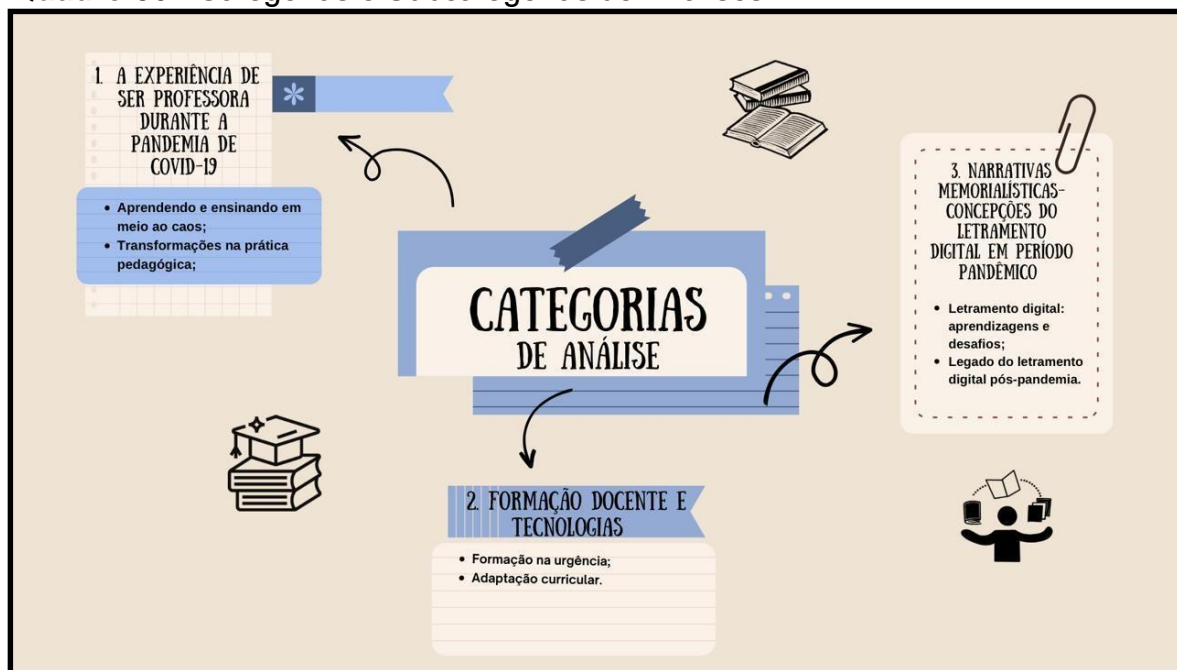 1. A EXPERIÊNCIA DE
SER PROFESSORA
DURANTE A
PANDEMIA DE
COVID-19
• Aprendendo e ensinando em
meio ao caos;
• Transformações na prática
pedagógica;
CATEGORIAS
DE ANÁLISE
2. FORMAÇÃO DOCENTE E
TECNOLOGIAS
• Formação na urgência;
• Adaptação curricular.
3. NARRATIVAS
MEMORIALÍSTICAS-
CONCEPÇÕES DO
LETRAMENTO
DIGITAL EM PERÍODO
PANDÊMICO
• Letramento digital:
aprendizagens e
desafios;
• Legado do letramento
digital pós-pandemia.